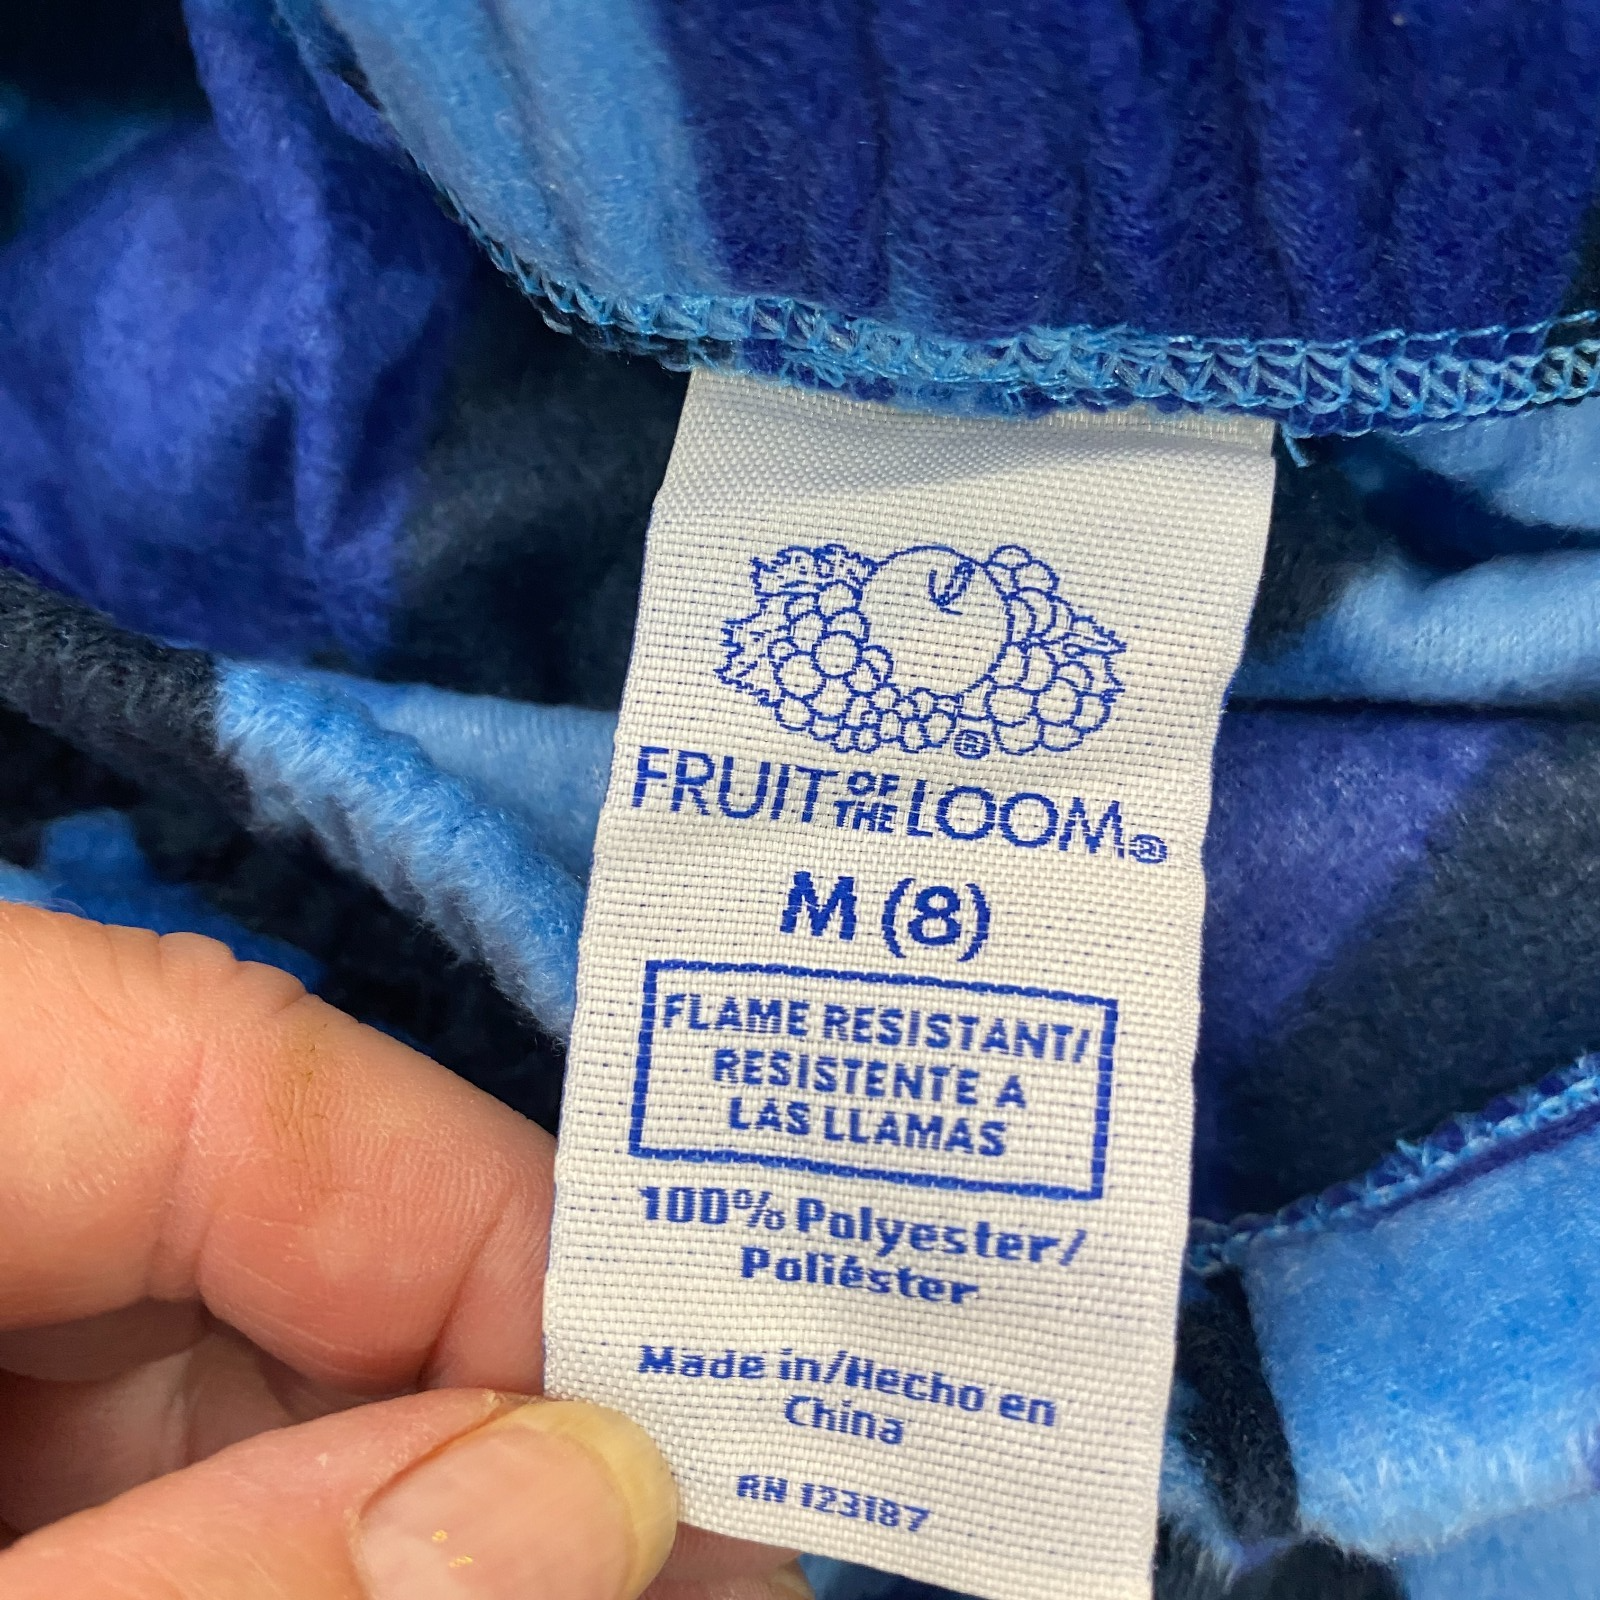 ®
FRUIT OF THE LOOM®
M (8)
FLAME RESISTANT/
RESISTENTE A
LAS LLAMAS
100% Polyester/
Poliéster
Made in/Hecho en
China
RN 123187